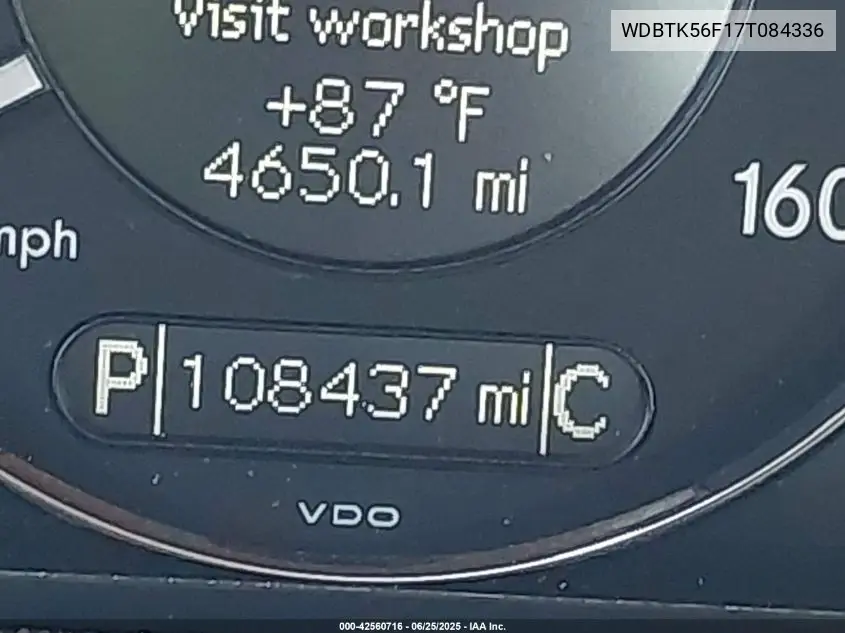 WDBTK56F17T084336
Visit workshop
+87 °F
4650.1 mi
160
mph
P 108437 mi C
VDO
000-42560716 - 06/25/2025 - IAA Inc.